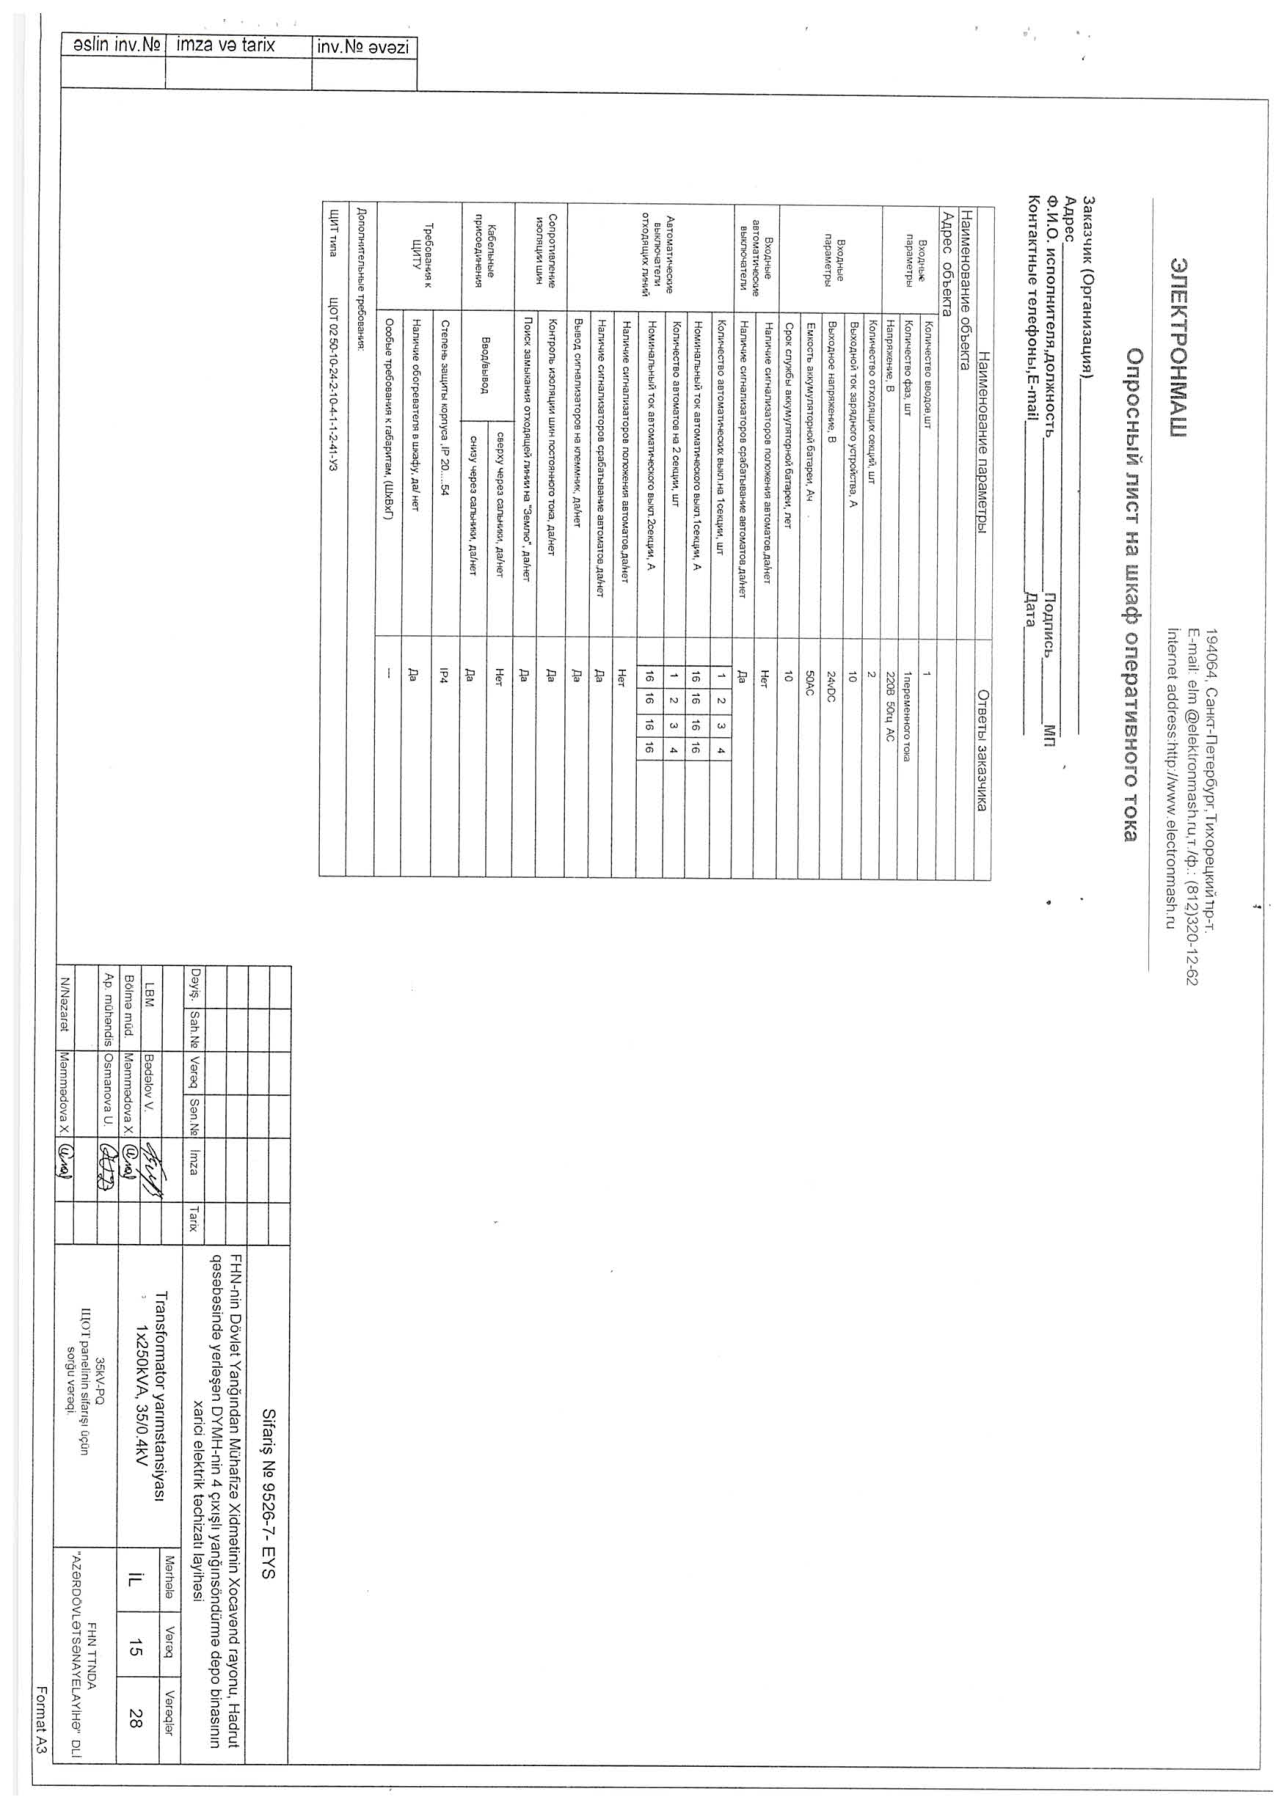 ЭЛЕКТРОНМАШ
194064, Санкт-Петербург,Тихорецкий пр-т.
E-mail: elm @elektronmash.ru,т./ф.: (812)320-12-62
Internet address:http://www.electronmash.ru
Опросный лист на шкаф оперативного тока
Заказчик (Организация)
Адрес
Ф.И.О. исполнителя,должность Подпись МП
Контактные телефоны,E-mail Дата
Наименование параметры Ответы заказчика
Наименование объекта
Адрес объекта
Входные параметры
Количество вводов,шт 1
Количество фаз, шт 1переменного тока
Напряжение, В 220В 50гц АС
Входные параметры
Количество отходящих секций, шт 2
Выходной ток зарядного устройства, А 10
Выходное напряжение, В 24vDC
Емкость аккумуляторной батареи, Ач 50АС
Срок службы аккумуляторной батареи, лет 10
Входные автоматические выключатели
Наличие сигнализаторов положения автоматов,да/нет Нет
Наличие сигнализаторов срабатывание автоматов,да/нет Да
Автоматические выключатели отходящих линий
Количество автоматических выкл.на 1секции, шт 1 2 3 4
Номинальный ток автоматического выкл.1секции, А 16 16 16 16
Количество автоматов на 2 секции, шт 1 2 3 4
Номинальный ток автоматического выкл.2секции, А 16 16 16 16
Наличие сигнализаторов положения автоматов,да/нет Нет
Наличие сигнализаторов срабатывание автоматов,да/нет Да
Вывод сигнализаторов на клеммник, да/нет Да
Сопротивление изоляции шин
Контроль изоляции шин постоянного тока, да/нет Да
Поиск замыкания отходящей линии на "Землю", да/нет Да
Кабельные присоединения
Ввод/вывод
сверху через сальники, да/нет Нет
снизу через сальники, да/нет Да
Требования к ЩИТУ
Степень защиты корпуса ,IP 20.....54 IP4
Наличие обогревателя в шкафу, да/ нет Да
Особые требования к габаритам, (ШхВхГ) ---
Дополнительные требования:
ЩИТ типа ЩОТ 02 50-10-24-2-10-4-1-1-2-41-У3
əslin inv.№ imza və tarix inv.№ əvəzi
Sifariş № 9526-7- EYS
FHN-nin Dövlət Yanğından Mühafizə Xidmətinin Xocavənd rayonu, Hadrut
qəsəbəsində yerləşən DYMH-nin 4 çıxışlı yanğınsöndürmə depo binasının
xarici elektrik təchizatı layihəsi
Dəyiş. Sah.№ Vərəq Sən.№ İmza Tarix
LBM Bədəlov V.
Bölmə müd. Məmmədova X
Ap. mühəndis Osmanova U.
N/Nəzarət Məmmədova X
Transformator yarımstansiyası
1x250kVA, 35/0.4kV
Mərhələ Vərəq Vərəqlər
İL 15 28
35kV-PQ
ЩОТ panelinin sifarişi üçün
sorğu vərəqi.
FHN TTNDA
"AZƏRDÖVLƏTSƏNAYELAYİHƏ" DLİ
Format A3